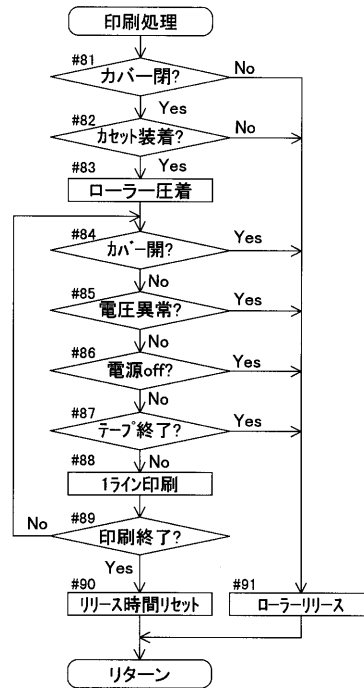 印刷処理
#81
カバー閉?
No
Yes
#82
カセット装着?
No
Yes
#83
ローラー圧着
#84
カバー開?
Yes
No
#85
電圧異常?
Yes
No
#86
電源off?
Yes
No
#87
テープ終了?
Yes
No
#88
1ライン印刷
#89
印刷終了?
No
Yes
#90
リリース時間リセット
#91
ローラーリリース
リターン